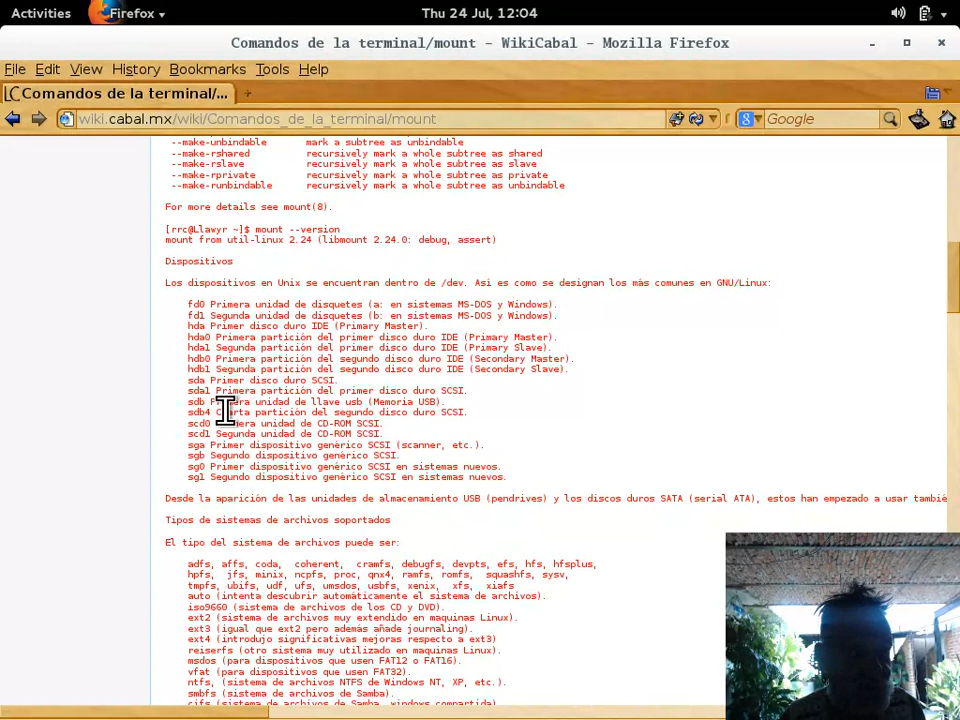 Activities
Firefox
Thu 24 Jul, 12:04
Comandos de la terminal/mount - WikiCabal - Mozilla Firefox
File Edit View History Bookmarks Tools Help
Comandos de la terminal/...
wiki.cabal.mx/wiki/Comandos_de_la_terminal/mount
Google
--make-unbindable mark a subtree as unbindable
--make-rshared recursively mark a whole subtree as shared
--make-rslave recursively mark a whole subtree as slave
--make-rprivate recursively mark a whole subtree as private
--make-runbindable recursively mark a whole subtree as unbindable
For more details see mount(8).
[rrc@Llawyr ~]$ mount --version
mount from util-linux 2.24 (libmount 2.24.0: debug, assert)
Dispositivos
Los dispositivos en Unix se encuentran dentro de /dev. Así es como se designan los más comunes en GNU/Linux:
fd0 Primera unidad de disquetes (a: en sistemas MS-DOS y Windows).
fd1 Segunda unidad de disquetes (b: en sistemas MS-DOS y Windows).
hda Primer disco duro IDE (Primary Master).
hda0 Primera partición del primer disco duro IDE (Primary Master).
hda1 Segunda partición del primer disco duro IDE (Primary Slave).
hdb0 Primera partición del segundo disco duro IDE (Secondary Master).
hdb1 Segunda partición del segundo disco duro IDE (Secondary Slave).
sda Primer disco duro SCSI.
sda1 Primera partición del primer disco duro SCSI.
sdb unidad de llave usb (Memoria USB).
sdb4 partición del segundo disco duro SCSI.
scd0 unidad de CD-ROM SCSI.
scd1 Segunda unidad de CD-ROM SCSI.
sga Primer dispositivo genérico SCSI (scanner, etc.).
sgb Segundo dispositivo genérico SCSI.
sg0 Primer dispositivo genérico SCSI en sistemas nuevos.
sg1 Segundo dispositivo genérico SCSI en sistemas nuevos.
Desde la aparición de las unidades de almacenamiento USB (pendrives) y los discos duros SATA (serial ATA), estos han empezado a usar tambié
Tipos de sistemas de archivos soportados
El tipo del sistema de archivos puede ser:
adfs, affs, coda, coherent, cramfs, debugfs, devpts, efs, hfs, hfsplus,
hpfs, jfs, minix, ncpfs, proc, qnx4, ramfs, romfs, squashfs, sysv,
tmpfs, ubifs, udf, ufs, umsdos, usbfs, xenix, xfs, xiafs
auto (intenta descubrir automáticamente el sistema de archivos).
iso9660 (sistema de archivos de los CD y DVD).
ext2 (sistema de archivos muy extendido en maquinas Linux).
ext3 (igual que ext2 pero además añade journaling).
ext4 (introdujo significativas mejoras respecto a ext3)
reiserfs (otro sistema muy utilizado en maquinas Linux).
msdos (para dispositivos que usen FAT12 o FAT16).
vfat (para dispositivos que usen FAT32).
ntfs, (sistema de archivos NTFS de Windows NT, XP, etc.).
smbfs (sistema de archivos de Samba).
cifs (sistema de archivos de Samba, windows compartida).